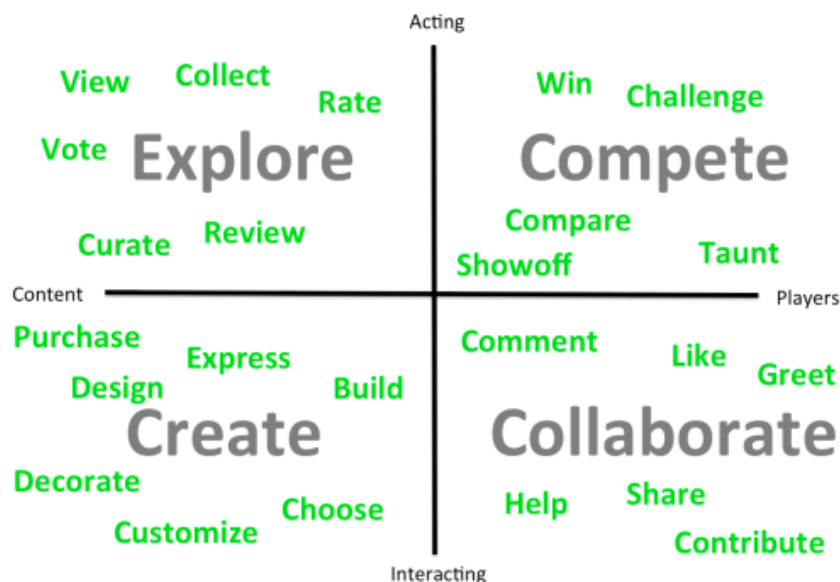 Acting
View
Collect
Rate
Vote
Explore
Curate
Review
Win
Challenge
Compete
Compare
Showoff
Taunt
Content
Players
Purchase
Express
Design
Build
Create
Decorate
Customize
Choose
Comment
Like
Greet
Collaborate
Help
Share
Contribute
Interacting